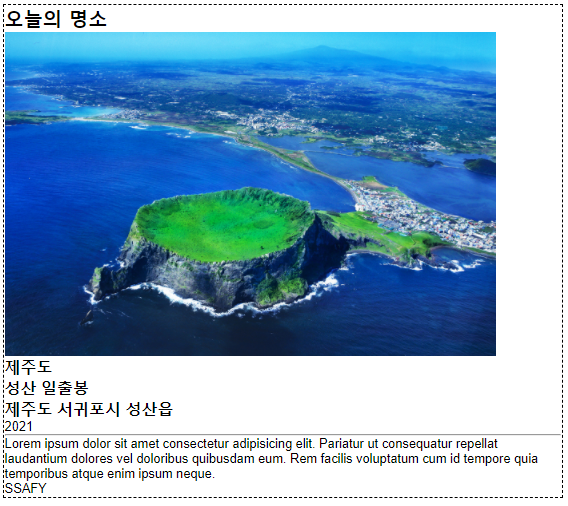 오늘의 명소
제주도
성산 일출봉
제주도 서귀포시 성산읍
2021
Lorem ipsum dolor sit amet consectetur adipisicing elit. Pariatur ut consequatur repellat
laudantium dolores vel doloribus quibusdam eum. Rem facilis voluptatum cum id tempore quia
temporibus atque enim ipsum neque.
SSAFY